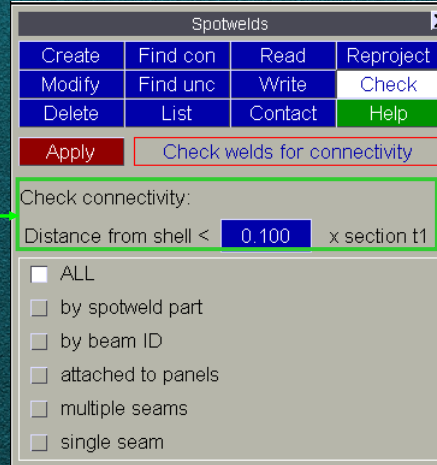 Spotwelds
Create Find con Read Reproject
Modify Find unc Write Check
Delete List Contact Help
Apply Check welds for connectivity
Check connectivity:
Distance from shell < 0.100 x section t1
ALL
by spotweld part
by beam ID
attached to panels
multiple seams
single seam